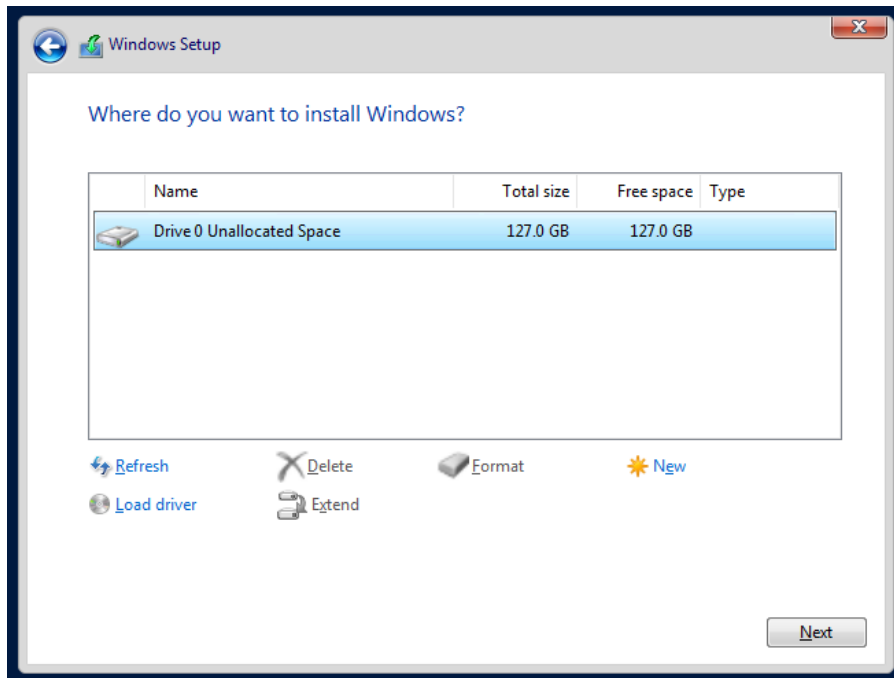 Windows Setup
Where do you want to install Windows?
Name Total size Free space Type
Drive 0 Unallocated Space 127.0 GB 127.0 GB
Refresh Delete Format New
Load driver Extend
Next